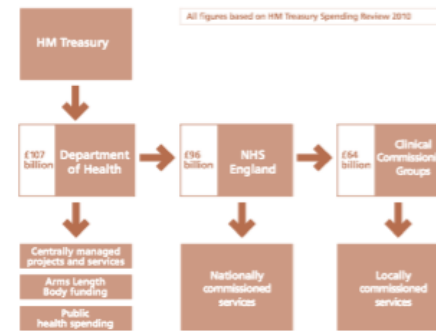 All figures based on HM Treasury Spending Review 2010
HM Treasury
£107
billion
Department
of Health
£96
billion
NHS
England
£64
billion
Clinical
Commission
Groups
Centrally managed
projects and services
Arms Length
Body funding
Public
health spending
Nationally
commissioned
services
Locally
commissioned
services